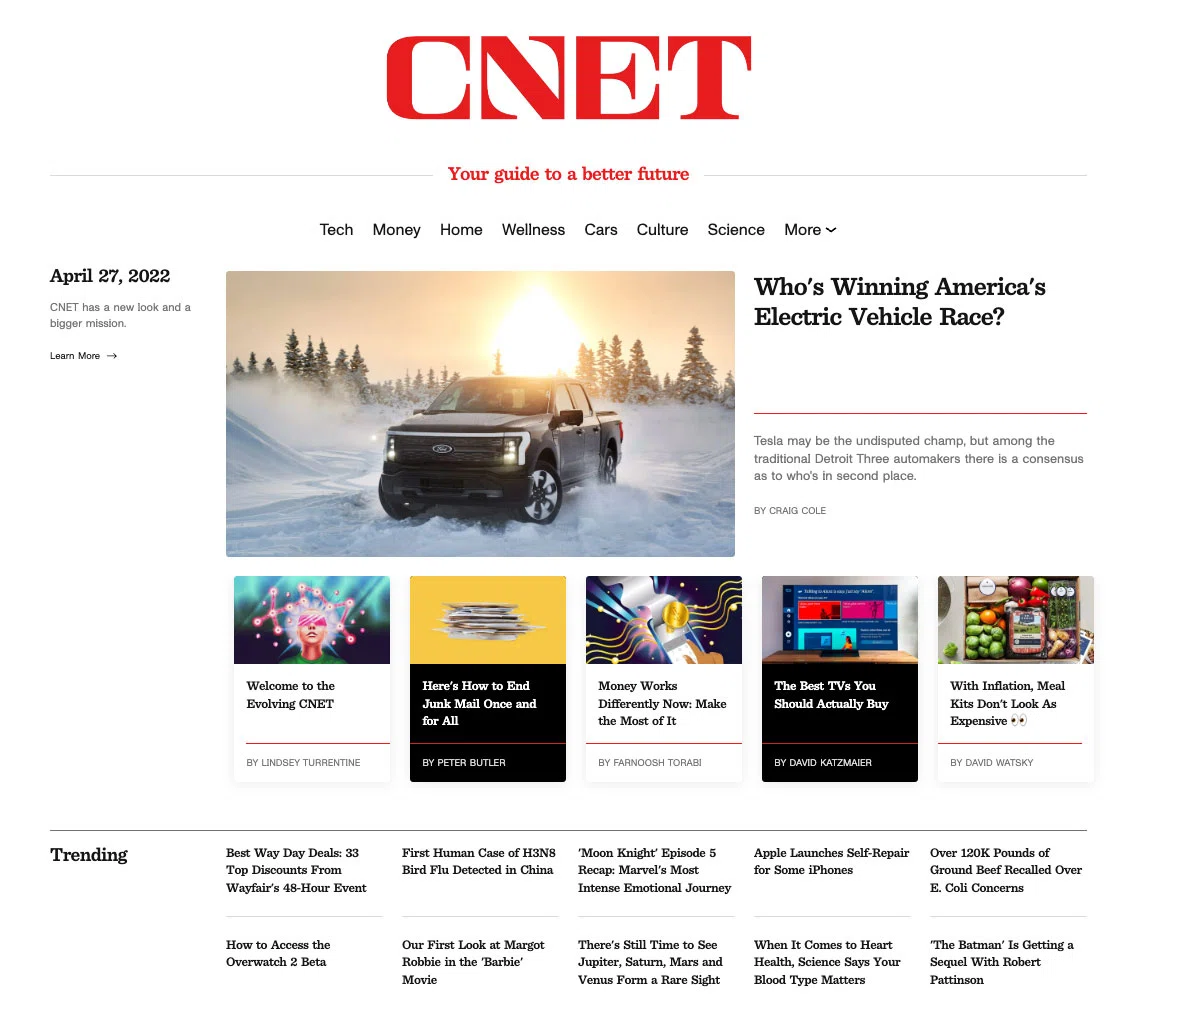 CNET
Your guide to a better future
Tech Money Home Wellness Cars Culture Science More
April 27, 2022
CNET has a new look and a
bigger mission.
Learn More →
Ford
Who's Winning America's
Electric Vehicle Race?
Tesla may be the undisputed champ, but among the
traditional Detroit Three automakers there is a consensus
as to who's in second place.
BY CRAIG COLE
Welcome to the
Evolving CNET
BY LINDSEY TURRENTINE
Here's How to End
Junk Mail Once and
for All
BY PETER BUTLER
Money Works
Differently Now: Make
the Most of It
BY FARNOOSH TORABI
The Best TVs You
Should Actually Buy
BY DAVID KATZMAIER
With Inflation, Meal
Kits Don't Look As
Expensive 👀
BY DAVID WATSKY
Trending
Best Way Day Deals: 33
Top Discounts From
Wayfair's 48-Hour Event
First Human Case of H3N8
Bird Flu Detected in China
'Moon Knight' Episode 5
Recap: Marvel's Most
Intense Emotional Journey
Apple Launches Self-Repair
for Some iPhones
Over 120K Pounds of
Ground Beef Recalled Over
E. Coli Concerns
How to Access the
Overwatch 2 Beta
Our First Look at Margot
Robbie in the 'Barbie'
Movie
There's Still Time to See
Jupiter, Saturn, Mars and
Venus Form a Rare Sight
When It Comes to Heart
Health, Science Says Your
Blood Type Matters
'The Batman' Is Getting a
Sequel With Robert
Pattinson